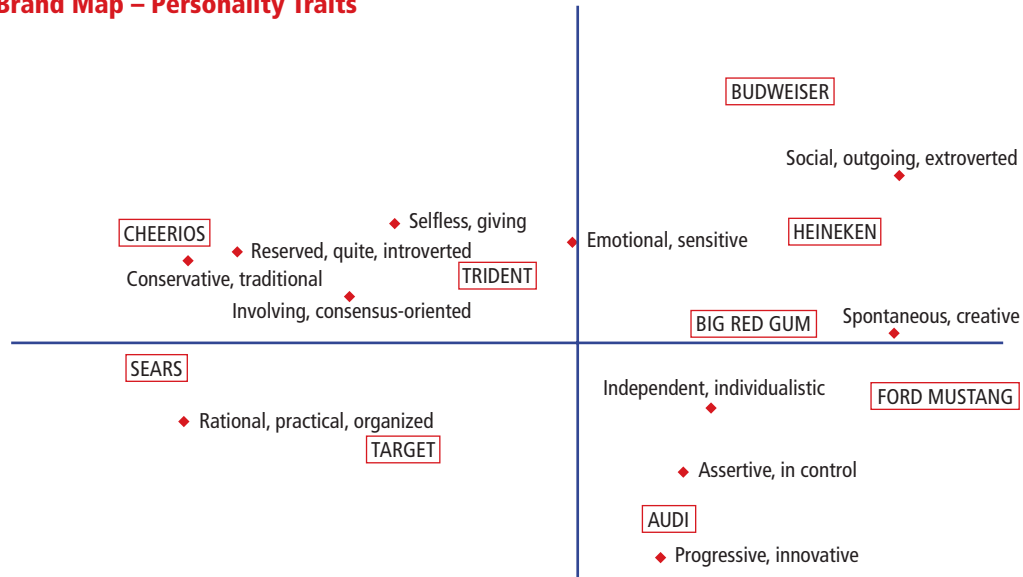 Brand Map – Personality Traits
BUDWEISER
Social, outgoing, extroverted
Selfless, giving
CHEERIOS
HEINEKEN
Emotional, sensitive
Reserved, quite, introverted
TRIDENT
Conservative, traditional
Involving, consensus-oriented
BIG RED GUM
Spontaneous, creative
SEARS
Independent, individualistic
FORD MUSTANG
Rational, practical, organized
TARGET
Assertive, in control
AUDI
Progressive, innovative